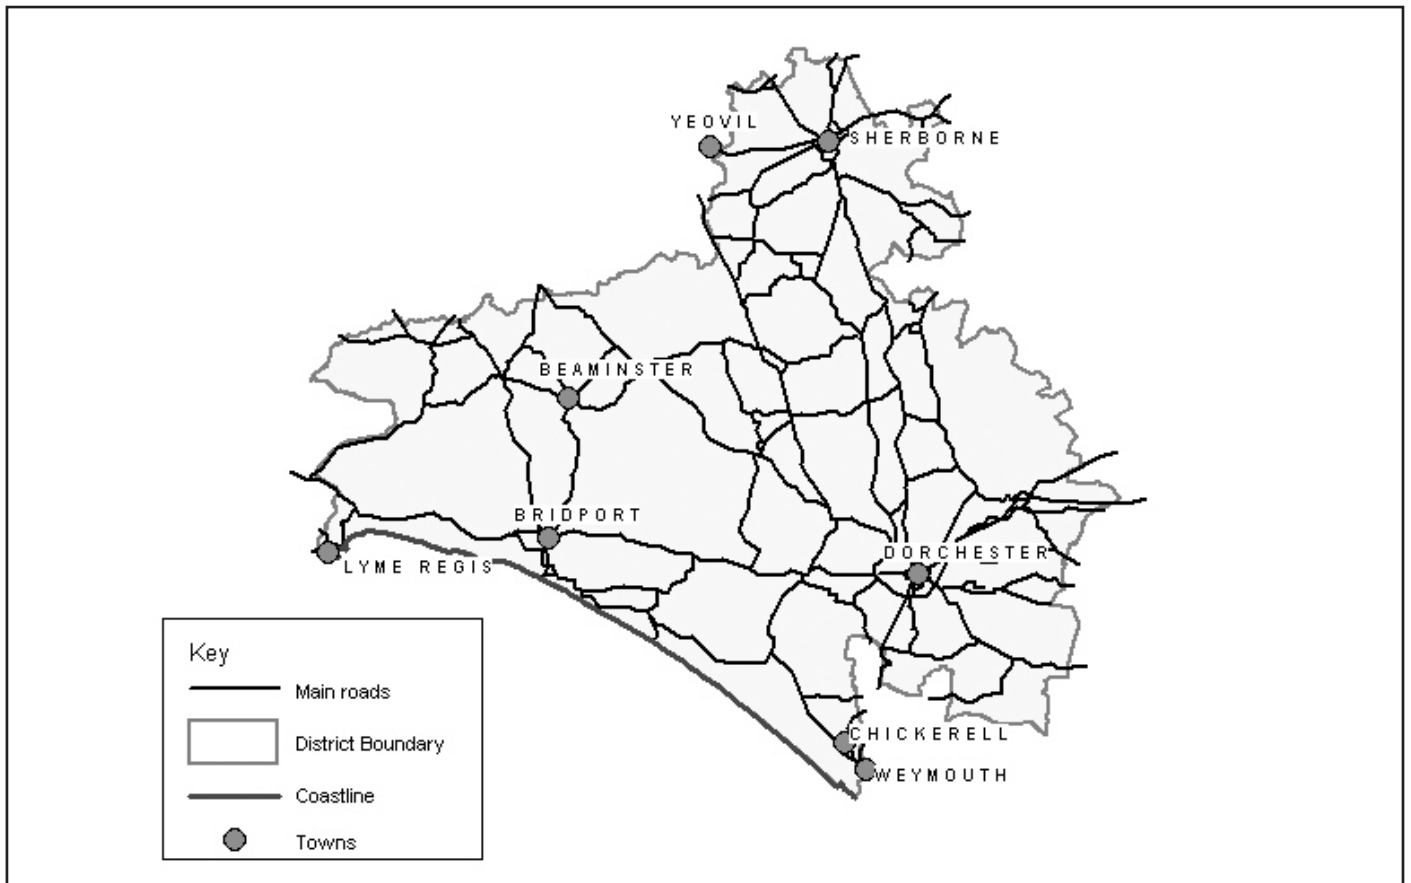 YEOVIL
SHERBORNE
BEAMINSTER
BRIDPORT
DORCHESTER
LYME REGIS
CHICKERELL
WEYMOUTH
Key
Main roads
District Boundary
Coastline
Towns